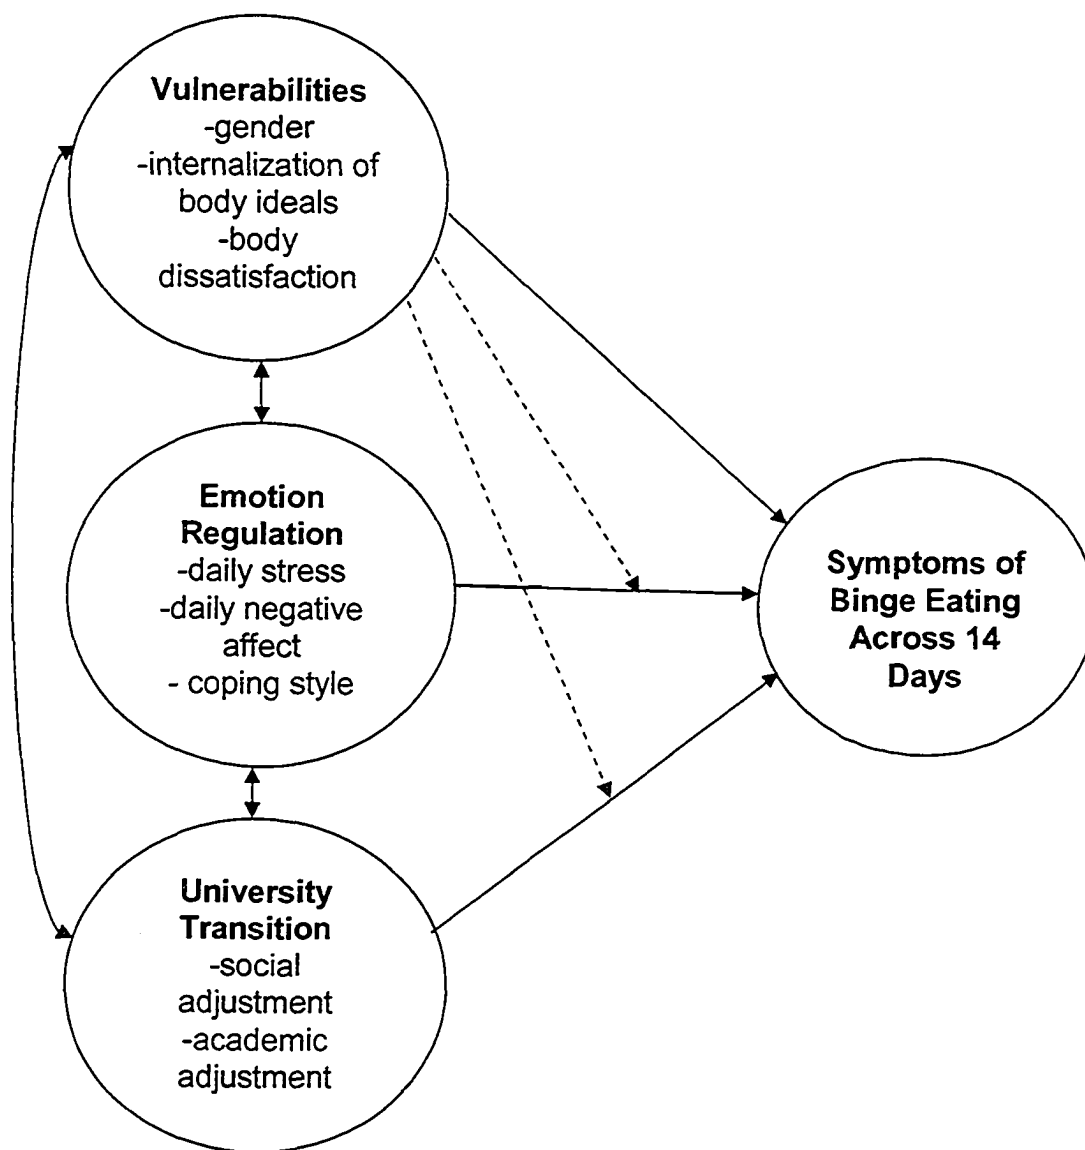 Vulnerabilities
-gender
-internalization of
body ideals
-body
dissatisfaction
Emotion
Regulation
-daily stress
-daily negative
affect
- coping style
Symptoms of
Binge Eating
Across 14
Days
University
Transition
-social
adjustment
-academic
adjustment